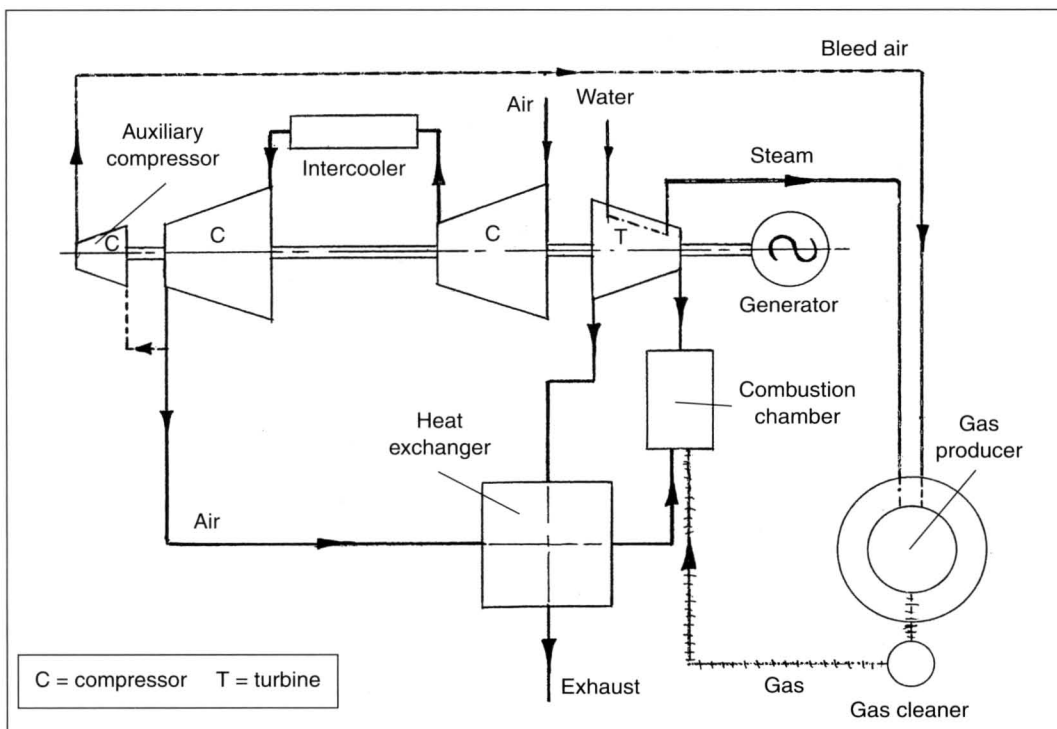 Bleed air
Air
Water
Auxiliary
compressor
Intercooler
Steam
C
C
C
T
Generator
Combustion
chamber
Heat
exchanger
Gas
producer
Air
C = compressor T = turbine
Exhaust
Gas
Gas cleaner